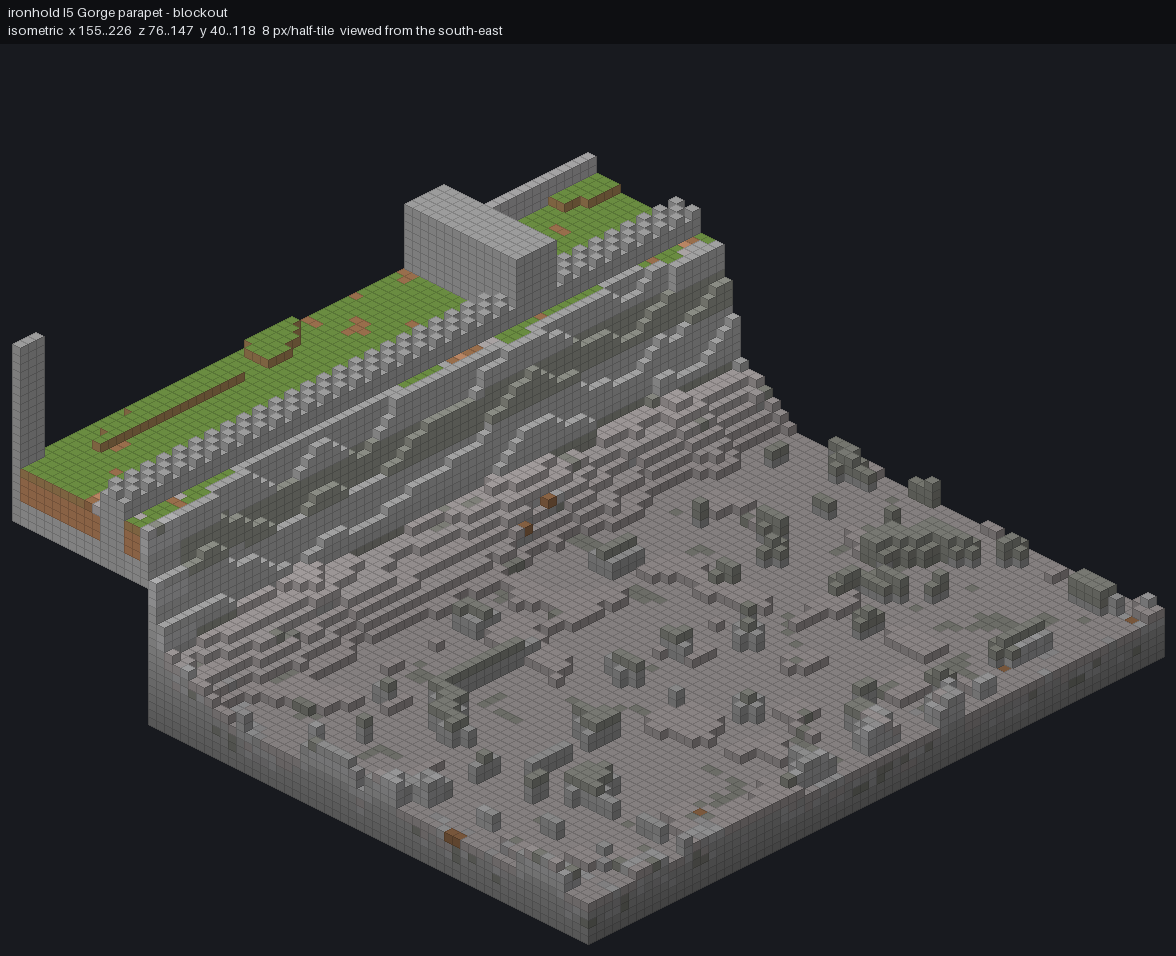 ironhold I5 Gorge parapet - blockout
isometric  x 155..226  z 76..147  y 40..118  8 px/half-tile  viewed from the south-east